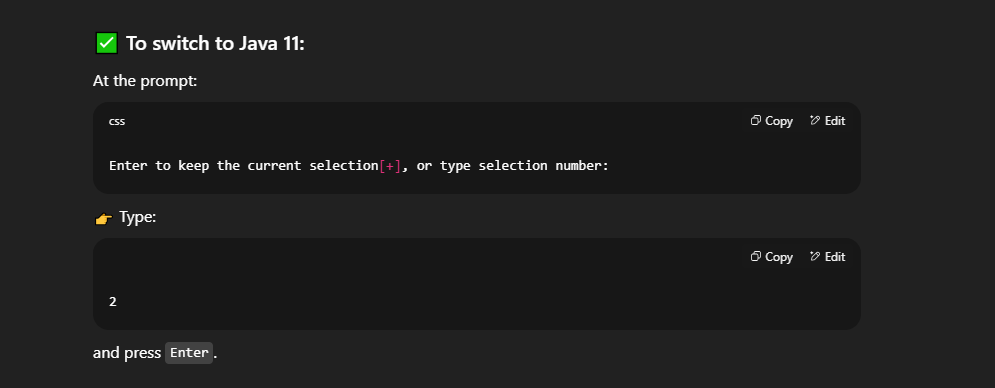 ✅ To switch to Java 11:
At the prompt:
css
Copy Edit
Enter to keep the current selection[+], or type selection number:
👉 Type:
Copy Edit
2
and press Enter.